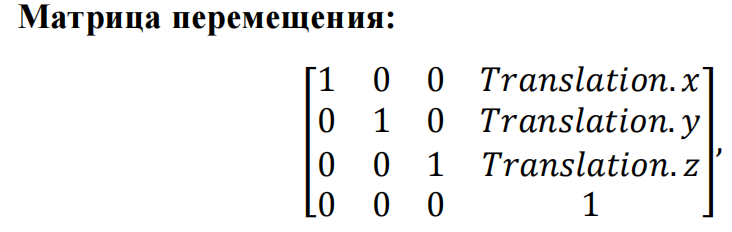 Матрица перемещения:
1 0 0 Translation.x
0 1 0 Translation.y
0 0 1 Translation.z
0 0 0 1 ,